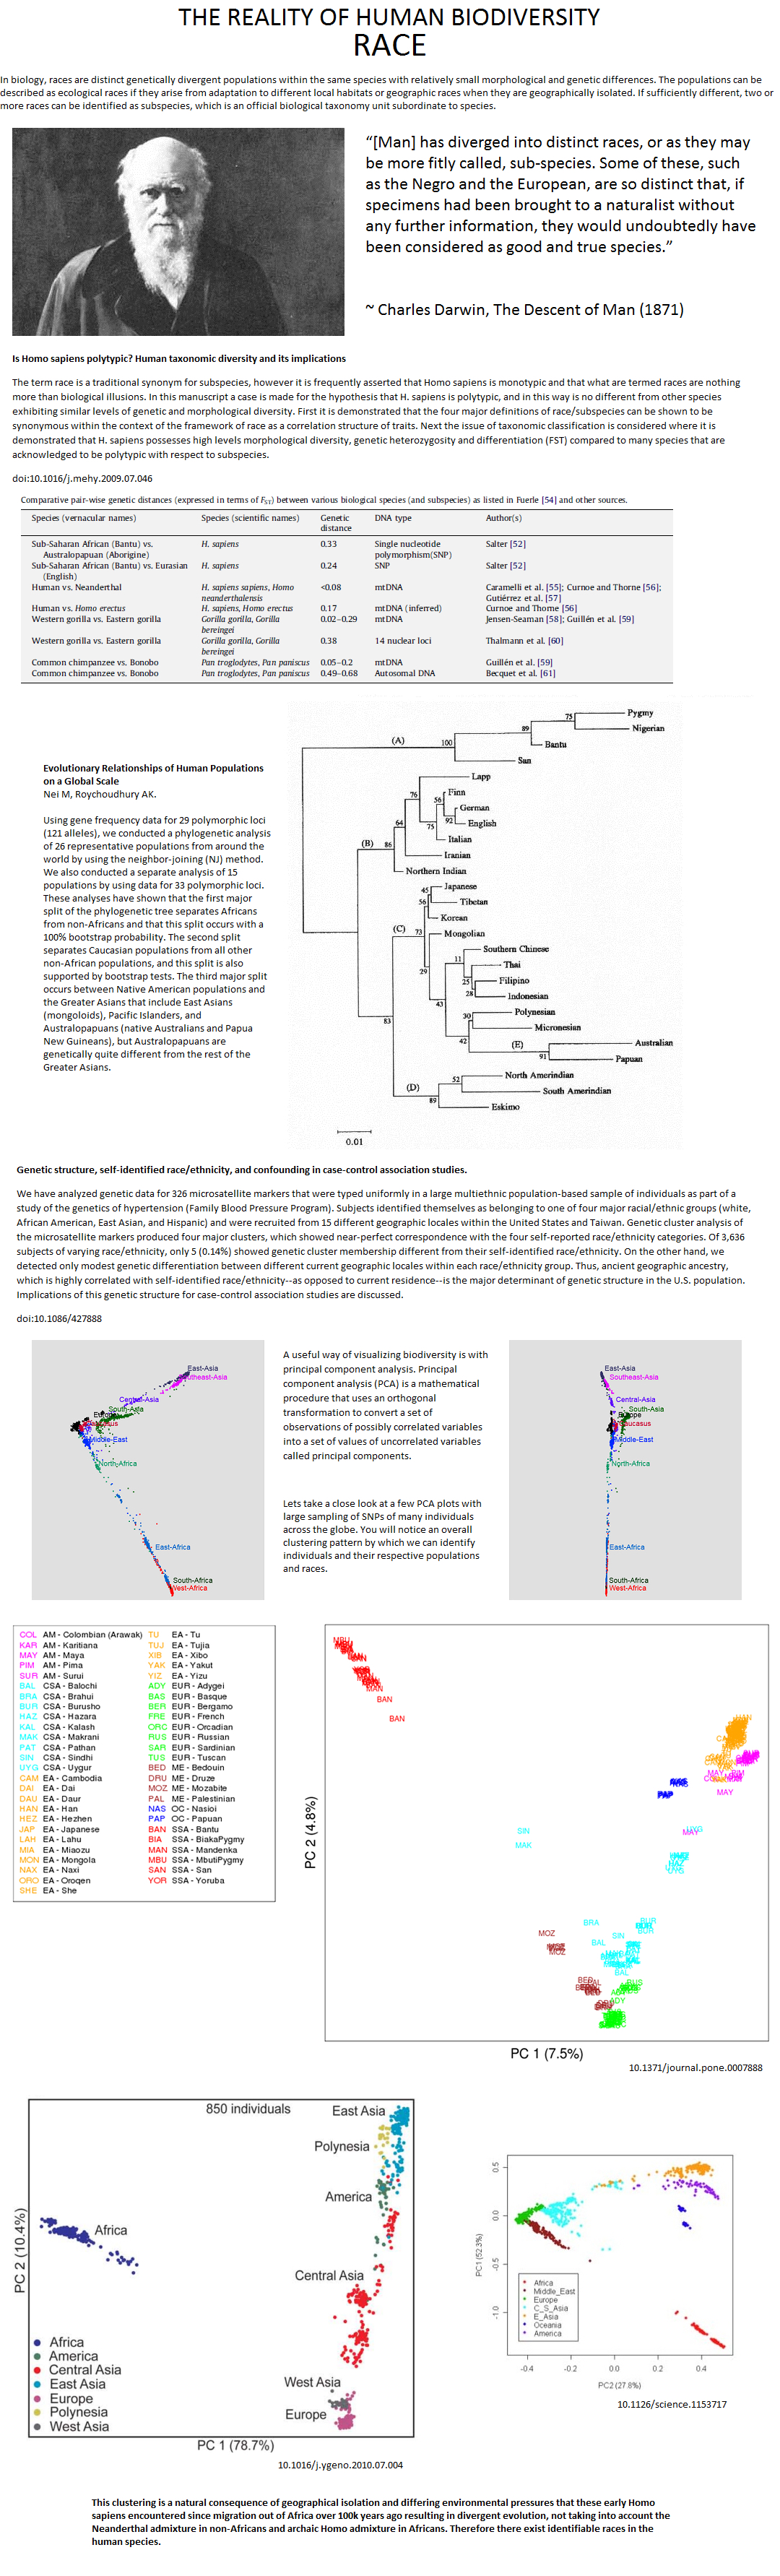 THE REALITY OF HUMAN BIODIVERSITY
RACE
In biology, races are distinct genetically divergent populations within the same species with relatively small morphological and genetic differences. The populations can be
described as ecological races if they arise from adaptation to different local habitats or geographic races when they are geographically isolated. If sufficiently different, two or
more races can be identified as subspecies, which is an official biological taxonomy unit subordinate to species.
“[Man] has diverged into distinct races, or as they may
be more fitly called, sub-species. Some of these, such
as the Negro and the European, are so distinct that, if
specimens had been brought to a naturalist without
any further information, they would undoubtedly have
been considered as good and true species.”
~ Charles Darwin, The Descent of Man (1871)
Is Homo sapiens polytypic? Human taxonomic diversity and its implications
The term race is a traditional synonym for subspecies, however it is frequently asserted that Homo sapiens is monotypic and that what are termed races are nothing
more than biological illusions. In this manuscript a case is made for the hypothesis that H. sapiens is polytypic, and in this way is no different from other species
exhibiting similar levels of genetic and morphological diversity. First it is demonstrated that the four major definitions of race/subspecies can be shown to be
synonymous within the context of the framework of race as a correlation structure of traits. Next the issue of taxonomic classification is considered where it is
demonstrated that H. sapiens possesses high levels morphological diversity, genetic heterozygosity and differentiation (FST) compared to many species that are
acknowledged to be polytypic with respect to subspecies.
doi:10.1016/j.mehy.2009.07.046
Comparative pair-wise genetic distances (expressed in terms of FST) between various biological species (and subspecies) as listed in Fuerle [54] and other sources.
Species (vernacular names) Species (scientific names) Genetic distance DNA type Author(s)
Sub-Saharan African (Bantu) vs. Australopapuan (Aborigine) H. sapiens 0.33 Single nucleotide polymorphism(SNP) Salter [52]
Sub-Saharan African (Bantu) vs. Eurasian (English) H. sapiens 0.24 SNP Salter [52]
Human vs. Neanderthal H. sapiens sapiens, Homo neanderthalensis <0.08 mtDNA Caramelli et al. [55]; Curnoe and Thorne [56]; Gutiérrez et al. [57]
Human vs. Homo erectus H. sapiens, Homo erectus 0.17 mtDNA (inferred) Curnoe and Thorne [56]
Western gorilla vs. Eastern gorilla Gorilla gorilla, Gorilla bereingei 0.02–0.29 mtDNA Jensen-Seaman [58]; Guillén et al. [59]
Western gorilla vs. Eastern gorilla Gorilla gorilla, Gorilla bereingei 0.38 14 nuclear loci Thalmann et al. [60]
Common chimpanzee vs. Bonobo Pan troglodytes, Pan paniscus 0.05–0.2 mtDNA Guillén et al. [59]
Common chimpanzee vs. Bonobo Pan troglodytes, Pan paniscus 0.49–0.68 Autosomal DNA Becquet et al. [61]
Evolutionary Relationships of Human Populations
on a Global Scale
Nei M, Roychoudhury AK.
Using gene frequency data for 29 polymorphic loci
(121 alleles), we conducted a phylogenetic analysis
of 26 representative populations from around the
world by using the neighbor-joining (NJ) method.
We also conducted a separate analysis of 15
populations by using data for 33 polymorphic loci.
These analyses have shown that the first major
split of the phylogenetic tree separates Africans
from non-Africans and that this split occurs with a
100% bootstrap probability. The second split
separates Caucasian populations from all other
non-African populations, and this split is also
supported by bootstrap tests. The third major split
occurs between Native American populations and
the Greater Asians that include East Asians
(mongoloids), Pacific Islanders, and
Australopapuans (native Australians and Papua
New Guineans), but Australopapuans are
genetically quite different from the rest of the
Greater Asians.
75 Pygmy
89 Nigerian
(A) 100 Bantu
San
Lapp
76 Finn
56 German
64 92 English
75 Italian
(B) 86 Iranian
Northern Indian
45 Japanese
56 Tibetan
Korean
(C) 73 Mongolian
Southern Chinese
11 Thai
29 25 Filipino
43 28 Indonesian
30 Polynesian
Micronesian
42 (E) Australian
83 91 Papuan
52 North Amerindian
(D) South Amerindian
89 Eskimo
0.01
Genetic structure, self-identified race/ethnicity, and confounding in case-control association studies.
We have analyzed genetic data for 326 microsatellite markers that were typed uniformly in a large multiethnic population-based sample of individuals as part of a
study of the genetics of hypertension (Family Blood Pressure Program). Subjects identified themselves as belonging to one of four major racial/ethnic groups (white,
African American, East Asian, and Hispanic) and were recruited from 15 different geographic locales within the United States and Taiwan. Genetic cluster analysis of
the microsatellite markers produced four major clusters, which showed near-perfect correspondence with the four self-reported race/ethnicity categories. Of 3,636
subjects of varying race/ethnicity, only 5 (0.14%) showed genetic cluster membership different from their self-identified race/ethnicity. On the other hand, we
detected only modest genetic differentiation between different current geographic locales within each race/ethnicity group. Thus, ancient geographic ancestry,
which is highly correlated with self-identified race/ethnicity--as opposed to current residence--is the major determinant of genetic structure in the U.S. population.
Implications of this genetic structure for case-control association studies are discussed.
doi:10.1086/427888
East-Asia
Southeast-Asia
Central-Asia
South-Asia
Europe
Caucasus
Middle-East
North-Africa
East-Africa
South-Africa
West-Africa
A useful way of visualizing biodiversity is with
principal component analysis. Principal
component analysis (PCA) is a mathematical
procedure that uses an orthogonal
transformation to convert a set of
observations of possibly correlated variables
into a set of values of uncorrelated variables
called principal components.
Lets take a close look at a few PCA plots with
large sampling of SNPs of many individuals
across the globe. You will notice an overall
clustering pattern by which we can identify
individuals and their respective populations
and races.
East-Asia
Southeast-Asia
Central-Asia
South-Asia
Europe
Caucasus
Middle-East
North-Africa
East-Africa
South-Africa
West-Africa
COL AM - Colombian (Arawak) TU EA - Tu
KAR AM - Karitiana TUJ EA - Tujia
MAY AM - Maya XIB EA - Xibo
PIM AM - Pima YAK EA - Yakut
SUR AM - Surui YIZ EA - Yizu
BAL CSA - Balochi ADY EUR - Adygei
BRA CSA - Brahui BAS EUR - Basque
BUR CSA - Burusho BER EUR - Bergamo
HAZ CSA - Hazara FRE EUR - French
KAL CSA - Kalash ORC EUR - Orcadian
MAK CSA - Makrani RUS EUR - Russian
PAT CSA - Pathan SAR EUR - Sardinian
SIN CSA - Sindhi TUS EUR - Tuscan
UYG CSA - Uygur BED ME - Bedouin
CAM EA - Cambodia DRU ME - Druze
DAI EA - Dai MOZ ME - Mozabite
DAU EA - Daur PAL ME - Palestinian
HAN EA - Han NAS OC - Nasioi
HEZ EA - Hezhen PAP OC - Papuan
JAP EA - Japanese BAN SSA - Bantu
LAH EA - Lahu BIA SSA - BiakaPygmy
MIA EA - Miaozu MAN SSA - Mandenka
MON EA - Mongola MBU SSA - MbutiPygmy
NAX EA - Naxi SAN SSA - San
ORO EA - Oroqen YOR SSA - Yoruba
SHE EA - She
MBU
MAN
BAN
BAN
MAY
MAY
SIN
MAK
MAY
BRA
BUR
SIN
BAL
MOZ
MOZ
BAL
BED
RUS
ADY
PC 2 (4.8%)
PC 1 (7.5%)
10.1371/journal.pone.0007888
850 individuals
East Asia
Polynesia
America
Africa
Central Asia
West Asia
Europe
Africa
America
Central Asia
East Asia
Europe
Polynesia
West Asia
PC 2 (10.4%)
PC 1 (78.7%)
10.1016/j.ygeno.2010.07.004
0.5
0.0
-0.5
-1.0
PC1 (52.3%)
Africa
Middle_East
Europe
C_S_Asia
E_Asia
Oceania
America
-0.4 -0.2 0.0 0.2 0.4
PC2 (27.8%)
10.1126/science.1153717
This clustering is a natural consequence of geographical isolation and differing environmental pressures that these early Homo
sapiens encountered since migration out of Africa over 100k years ago resulting in divergent evolution, not taking into account the
Neanderthal admixture in non-Africans and archaic Homo admixture in Africans. Therefore there exist identifiable races in the
human species.